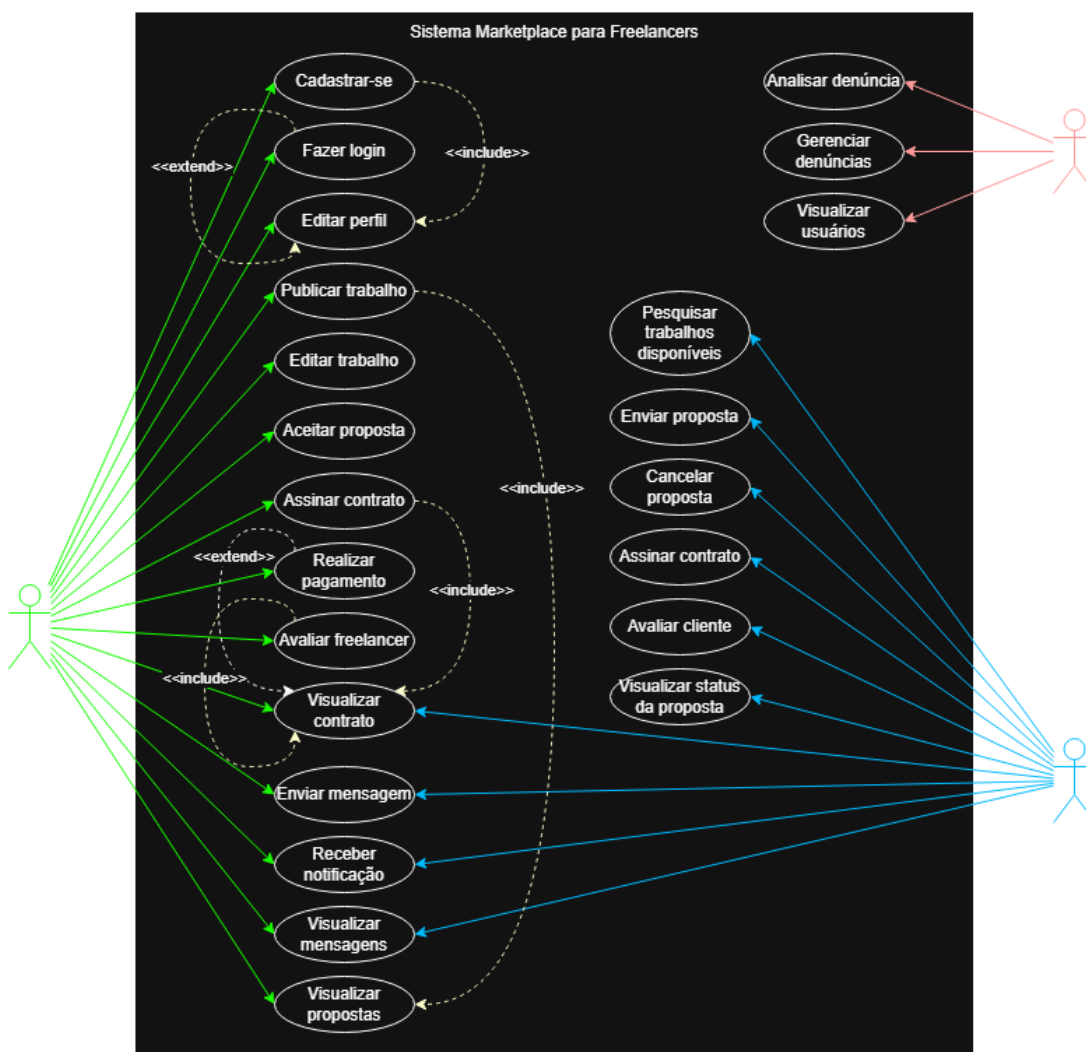 Sistema Marketplace para Freelancers
Cadastrar-se
Fazer login
<<extend>>
<<include>>
Editar perfil
Publicar trabalho
Editar trabalho
Aceitar proposta
<<include>>
Assinar contrato
<<extend>>
Realizar
pagamento
<<include>>
Avaliar freelancer
<<include>>
Visualizar
contrato
Enviar mensagem
Receber
notificação
Visualizar
mensagens
Visualizar
propostas
Analisar denúncia
Gerenciar
denúncias
Visualizar
usuários
Pesquisar
trabalhos
disponíveis
Enviar proposta
Cancelar
proposta
Assinar contrato
Avaliar cliente
Visualizar status
da proposta